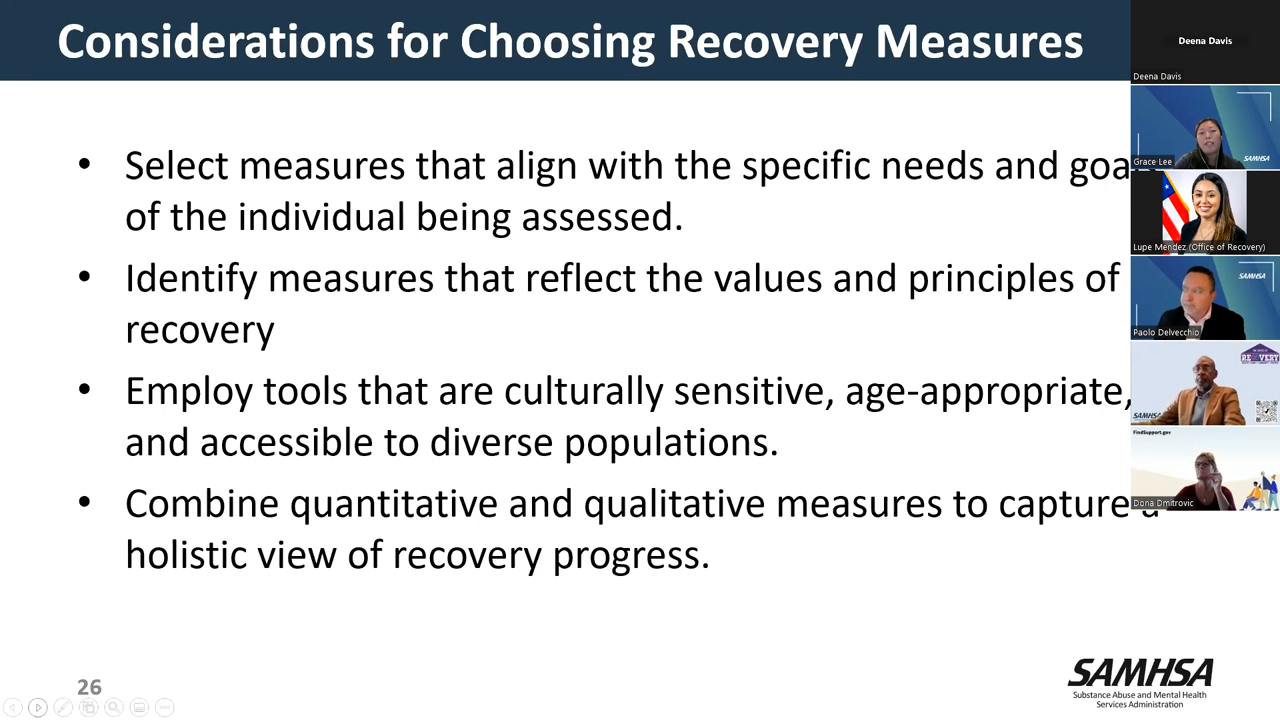 Considerations for Choosing Recovery Measures
• Select measures that align with the specific needs and goa
of the individual being assessed.
• Identify measures that reflect the values and principles of
recovery
• Employ tools that are culturally sensitive, age-appropriate,
and accessible to diverse populations.
• Combine quantitative and qualitative measures to capture a
holistic view of recovery progress.
26
SAMHSA
Substance Abuse and Mental Health
Services Administration
Deena Davis
Deena Davis
SAMHSA
Grace Lee
Lupe Mendez (Office of Recovery)
SAMHSA
Paolo Delvecchio
RECOVERY
SAMHSA
FindSupport.gov
Dona Dmitrovic